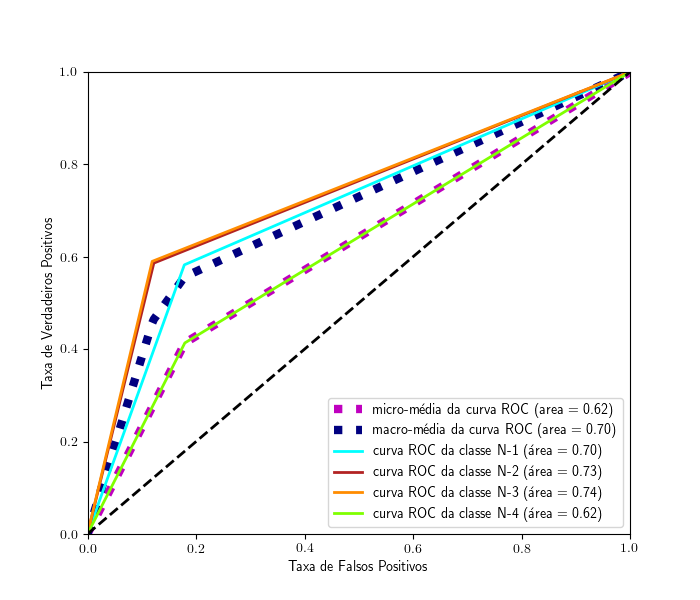 1.0
0.8
0.6
0.4
0.2
0.0
Taxa de Verdadeiros Positivos
micro-média da curva ROC (area = 0.62)
macro-média da curva ROC (area = 0.70)
curva ROC da classe N-1 (área = 0.70)
curva ROC da classe N-2 (área = 0.73)
curva ROC da classe N-3 (área = 0.74)
curva ROC da classe N-4 (área = 0.62)
0.0 0.2 0.4 0.6 0.8 1.0
Taxa de Falsos Positivos